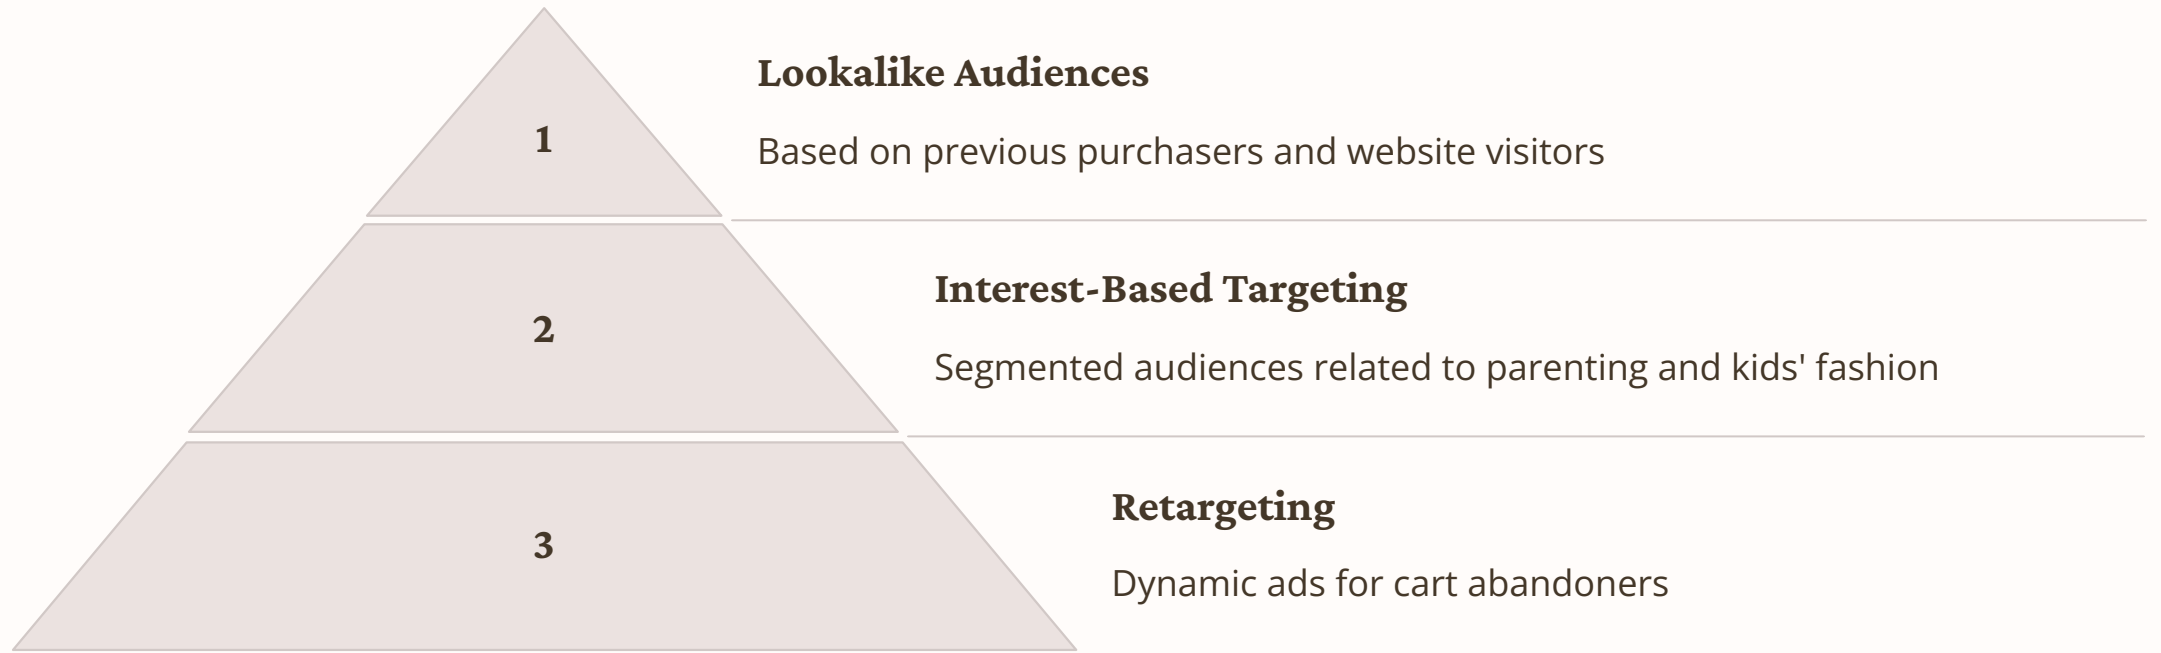 1
Lookalike Audiences
Based on previous purchasers and website visitors
2
Interest-Based Targeting
Segmented audiences related to parenting and kids' fashion
3
Retargeting
Dynamic ads for cart abandoners